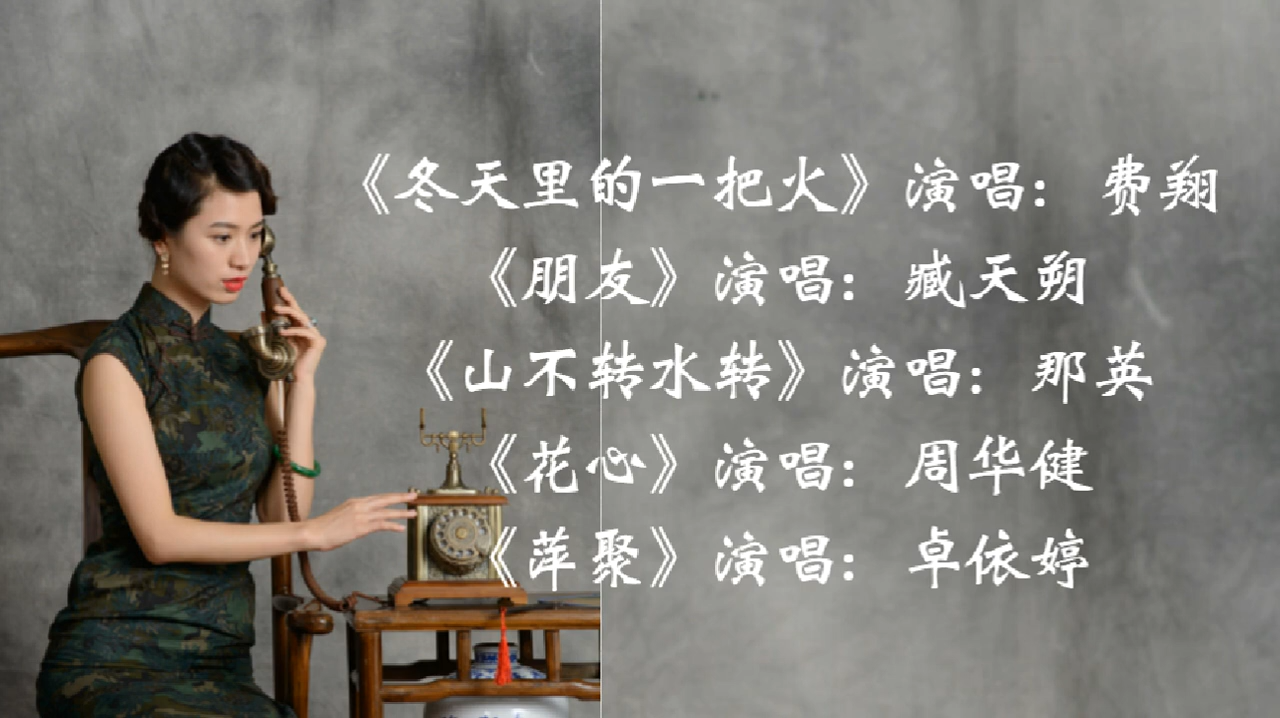 《冬天里的一把火》演唱：费翔
《朋友》演唱：臧天朔
《山不转水转》演唱：那英
《花心》演唱：周华健
《萍聚》演唱：卓依婷